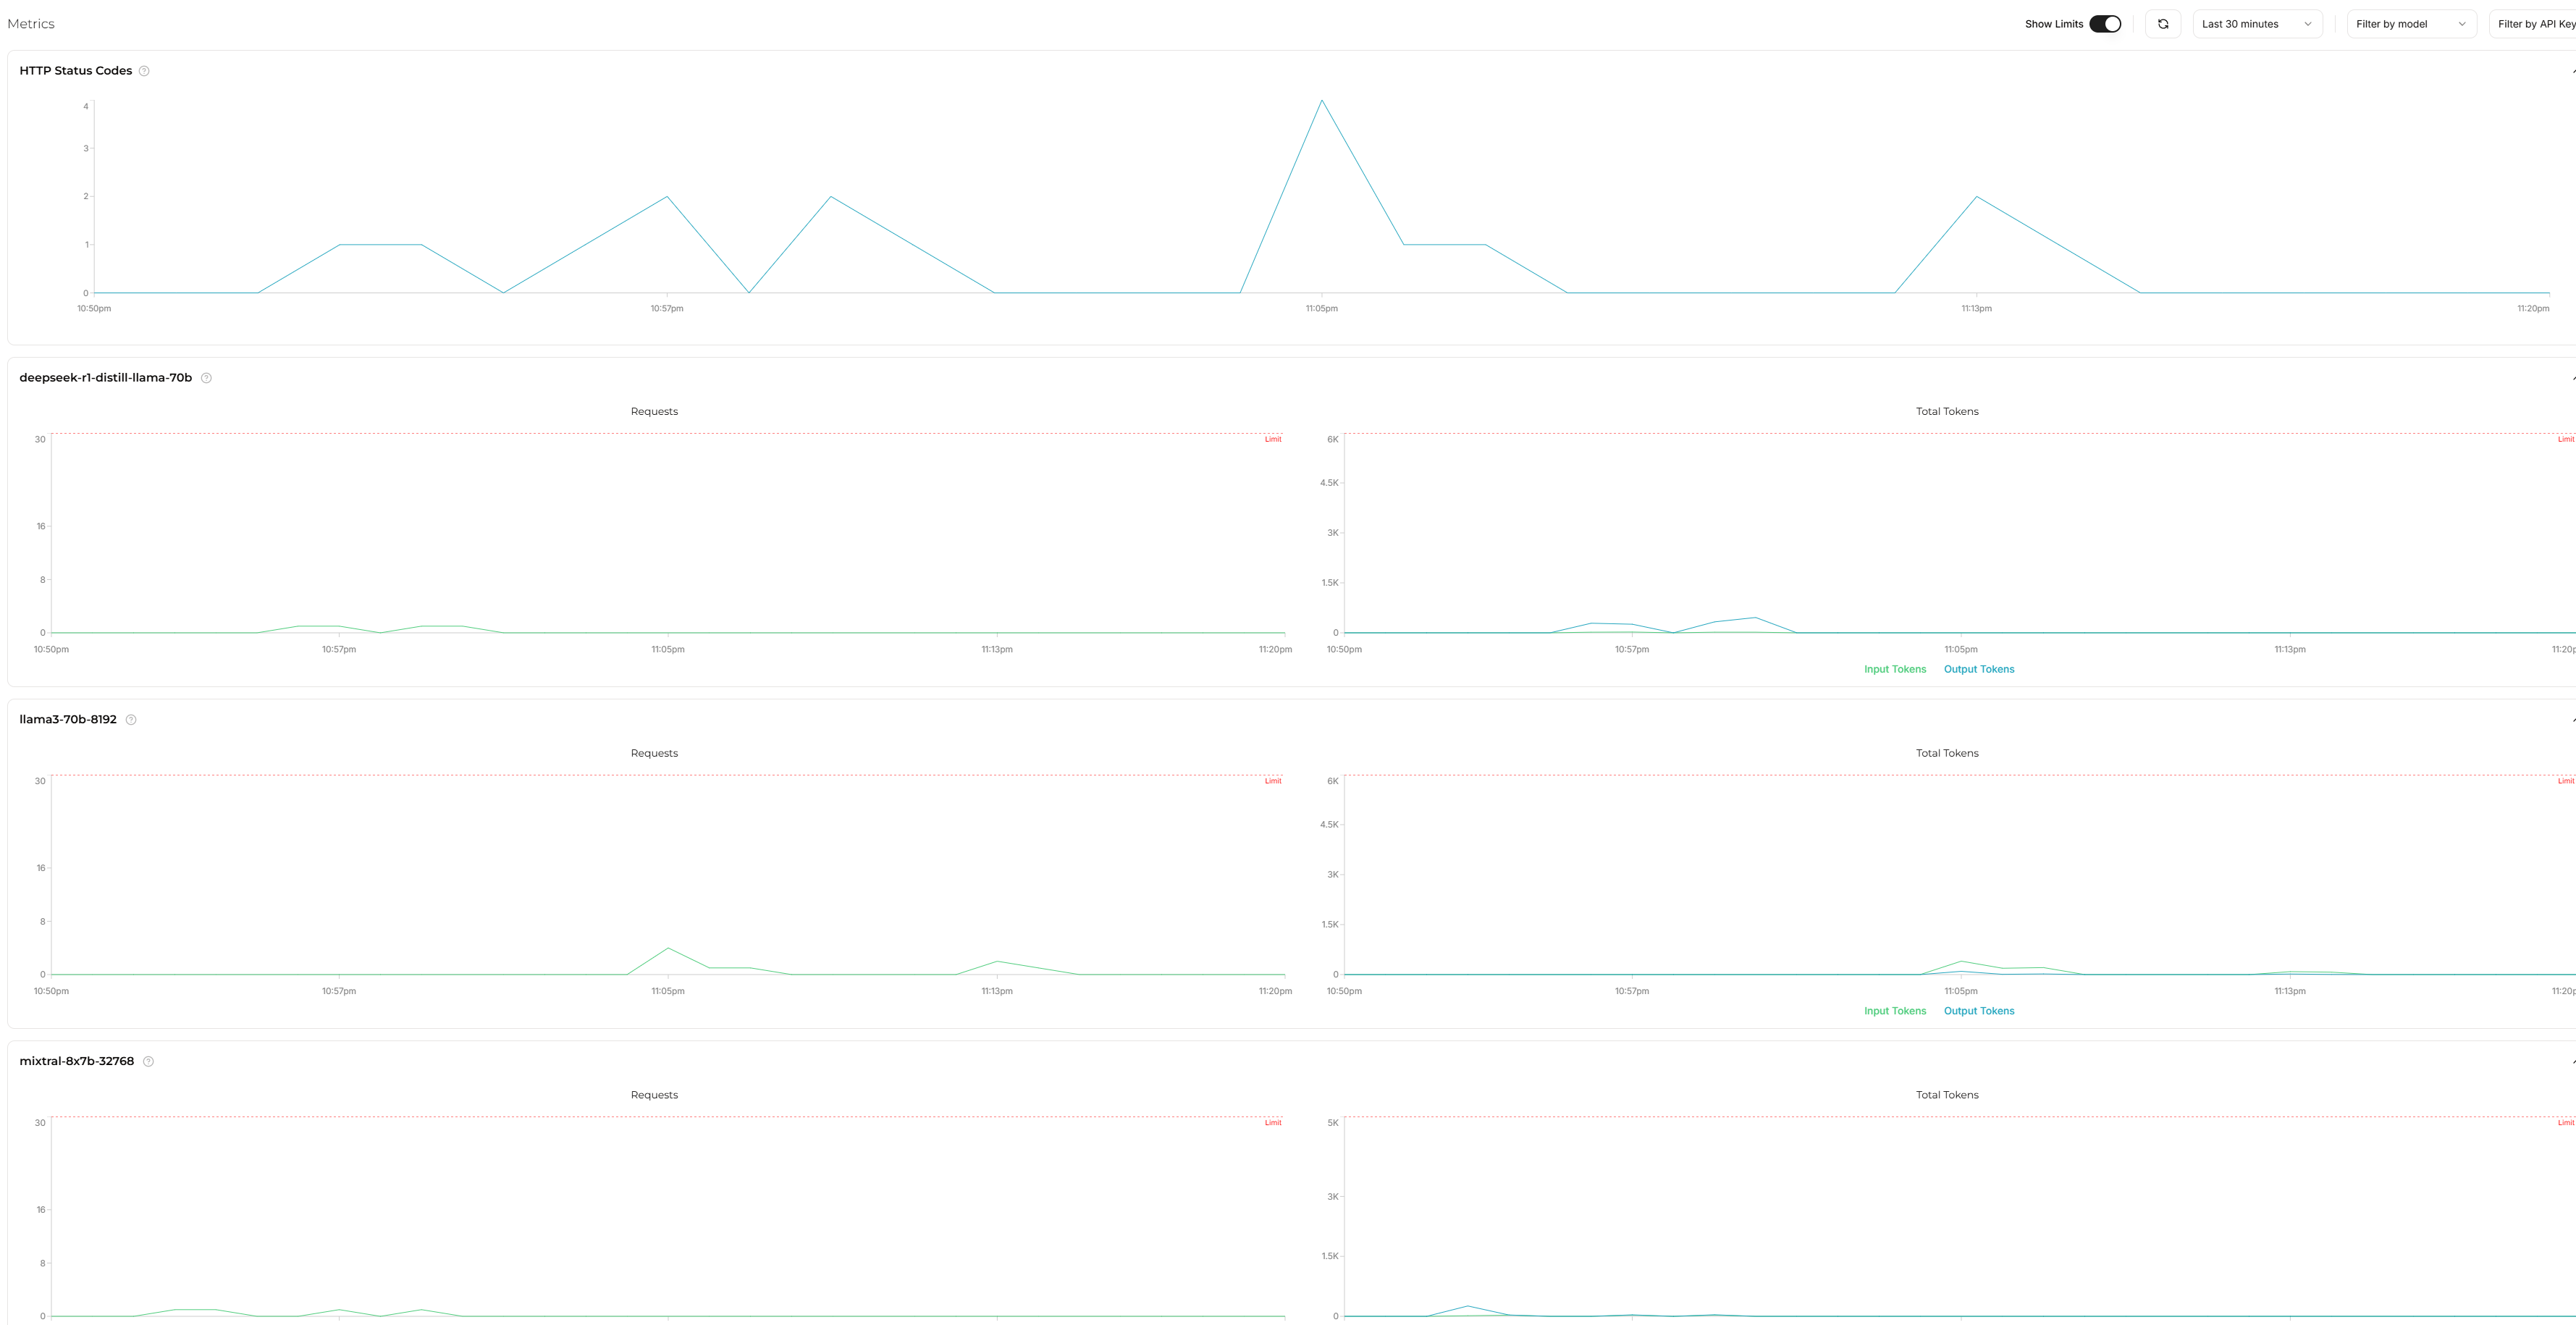 Metrics
Show Limits
Last 30 minutes
Filter by model
Filter by API Key
HTTP Status Codes
4
3
2
1
0
10:50pm 10:57pm 11:05pm 11:13pm 11:20pm
deepseek-r1-distill-llama-70b
Requests
30
Limit
16
8
0
10:50pm 10:57pm 11:05pm 11:13pm 11:20pm
Total Tokens
6K
Limit
4.5K
3K
1.5K
0
10:50pm 10:57pm 11:05pm 11:13pm 11:20p
Input Tokens Output Tokens
llama3-70b-8192
Requests
30
Limit
16
8
0
10:50pm 10:57pm 11:05pm 11:13pm 11:20pm
Total Tokens
6K
Limit
4.5K
3K
1.5K
0
10:50pm 10:57pm 11:05pm 11:13pm 11:20p
Input Tokens Output Tokens
mixtral-8x7b-32768
Requests
30
Limit
16
8
0
Total Tokens
5K
Limit
3K
1.5K
0